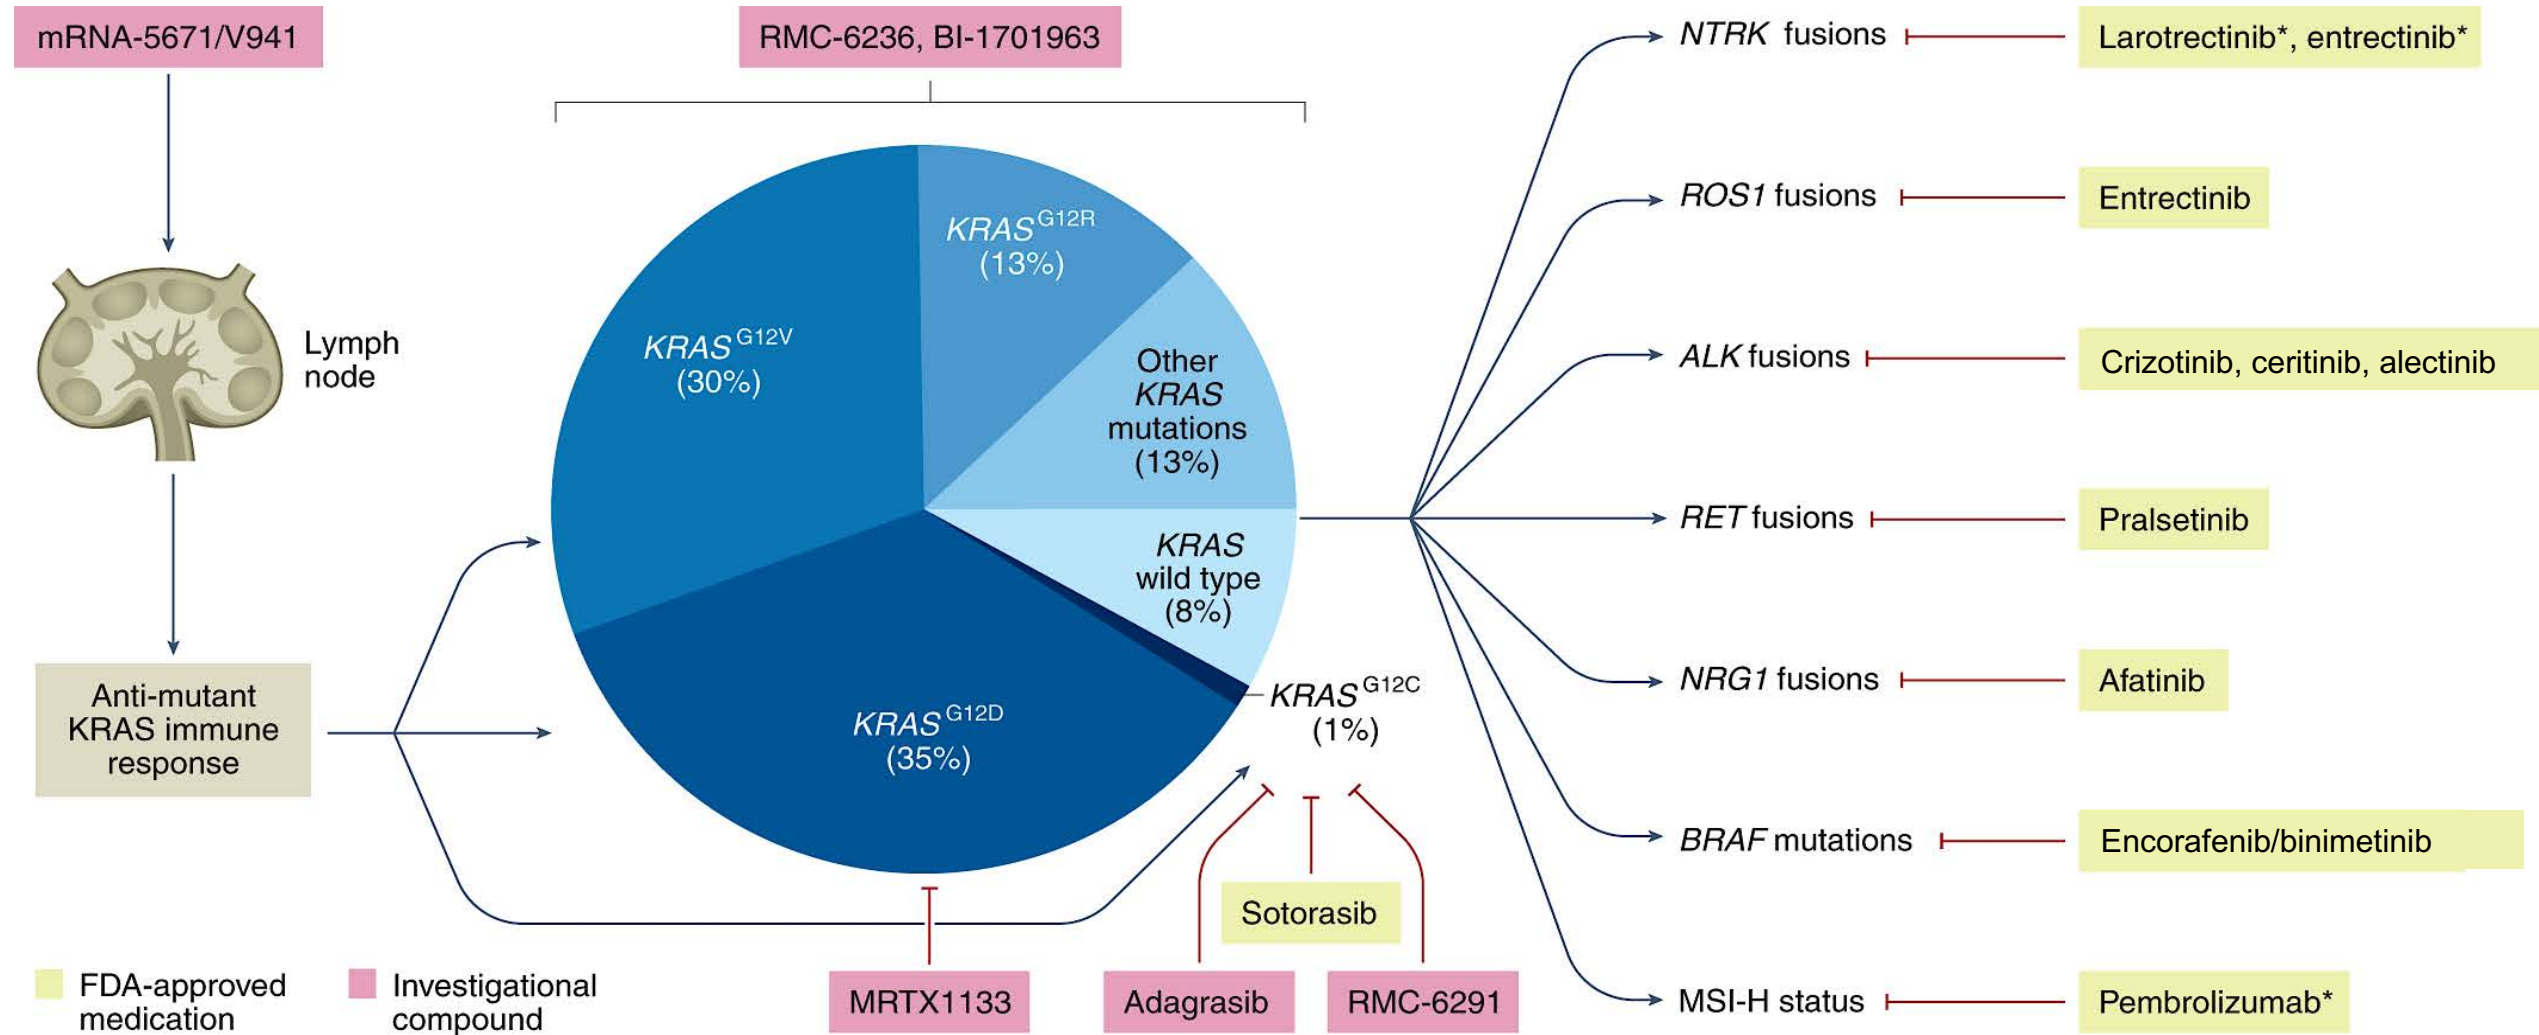 mRNA-5671/V941
RMC-6236, BI-1701963
Lymph
node
Anti-mutant
KRAS immune
response
KRAS G12V
(30%)
KRAS G12R
(13%)
Other
KRAS
mutations
(13%)
KRAS
wild type
(8%)
KRAS G12C
(1%)
KRAS G12D
(35%)
MRTX1133
Adagrasib
Sotorasib
RMC-6291
NTRK fusions
Larotrectinib*, entrectinib*
ROS1 fusions
Entrectinib
ALK fusions
Crizotinib, ceritinib, alectinib
RET fusions
Pralsetinib
NRG1 fusions
Afatinib
BRAF mutations
Encorafenib/binimetinib
MSI-H status
Pembrolizumab*
FDA-approved
medication
Investigational
compound